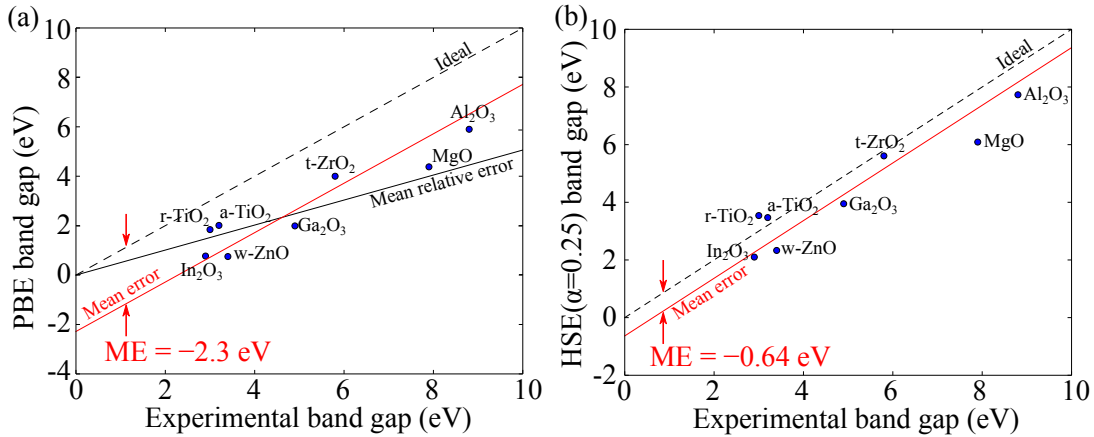 (a)
PBE band gap (eV)
10
8
6
4
2
0
−2
−4
Ideal
Al₂O₃
t-ZrO₂
MgO
Mean relative error
r-TiO₂
a-TiO₂
Ga₂O₃
In₂O₃
w-ZnO
Mean error
ME = −2.3 eV
0 2 4 6 8 10
Experimental band gap (eV)
(b)
HSE(α=0.25) band gap (eV)
10
8
6
4
2
0
−2
Ideal
Al₂O₃
t-ZrO₂
MgO
r-TiO₂
a-TiO₂
Ga₂O₃
In₂O₃
w-ZnO
Mean error
ME = −0.64 eV
0 2 4 6 8 10
Experimental band gap (eV)